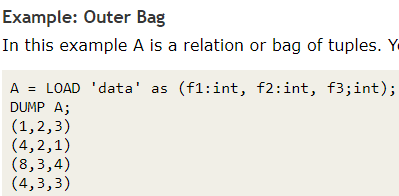 Example: Outer Bag
In this example A is a relation or bag of tuples.
A = LOAD 'data' as (f1:int, f2:int, f3;int);
DUMP A;
(1,2,3)
(4,2,1)
(8,3,4)
(4,3,3)